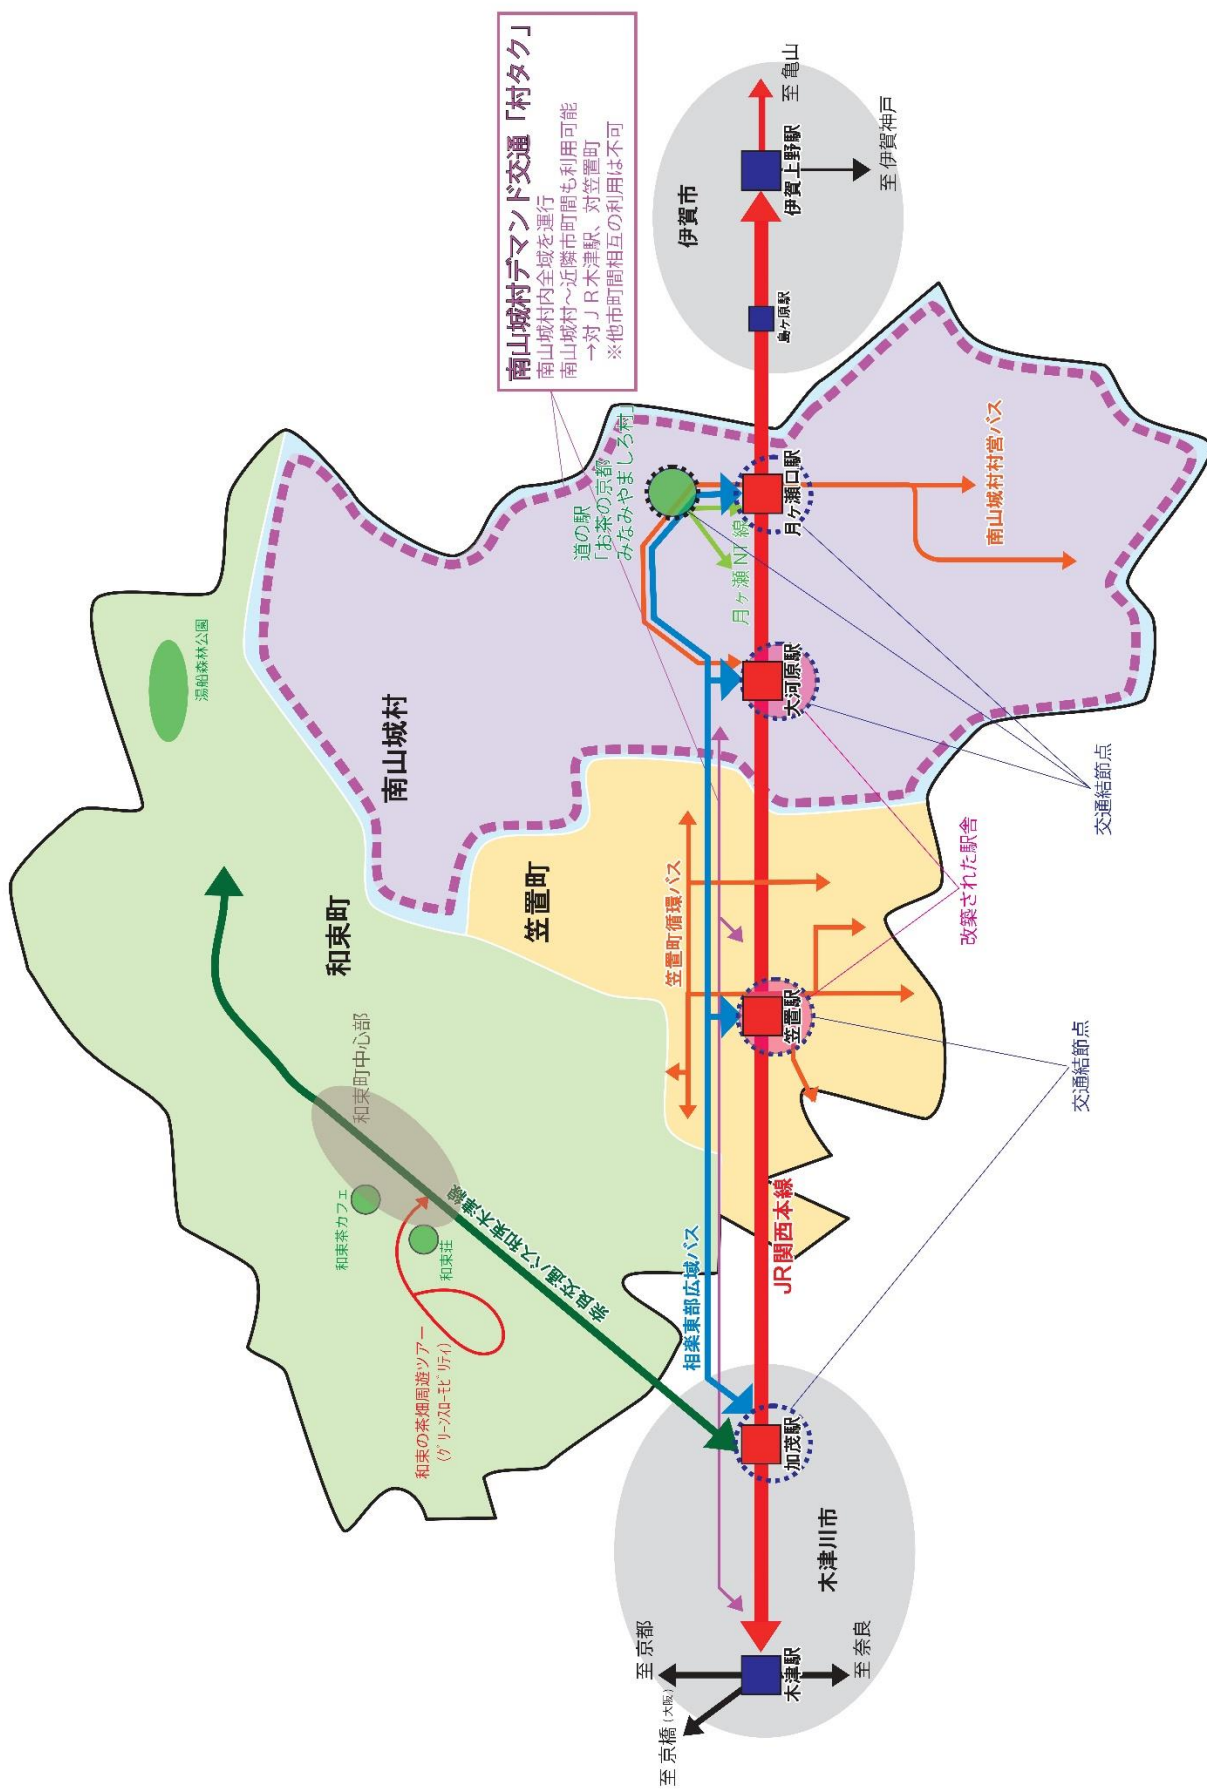 南山城村デマンド交通「村タク」
南山城村内全域を運行
南山城村～近隣市町間も利用可能
→対ＪＲ木津駅、対笠置町
※他市町間相互の利用は不可
湯船森林公園
和束町
南山城村
笠置町
和束町中心部
和束茶カフェ
和束荘
和束の茶畑周遊ツアー
（ｸﾞﾘｰﾝｽﾛｰﾓﾋﾞﾘﾃｨ）
奈良交通バス和束木津線
道の駅
「お茶の京都
みなみやましろ村」
月ヶ瀬NT線
笠置町循環バス
相楽東部広域バス
JR関西本線
至 京都
至 京橋（大阪）
木津駅
至 奈良
木津川市
加茂駅
笠置駅
大河原駅
月ヶ瀬口駅
島ヶ原駅
伊賀市
伊賀上野駅
至 亀山
至 伊賀神戸
南山城村村営バス
改築された駅舎
交通結節点
交通結節点